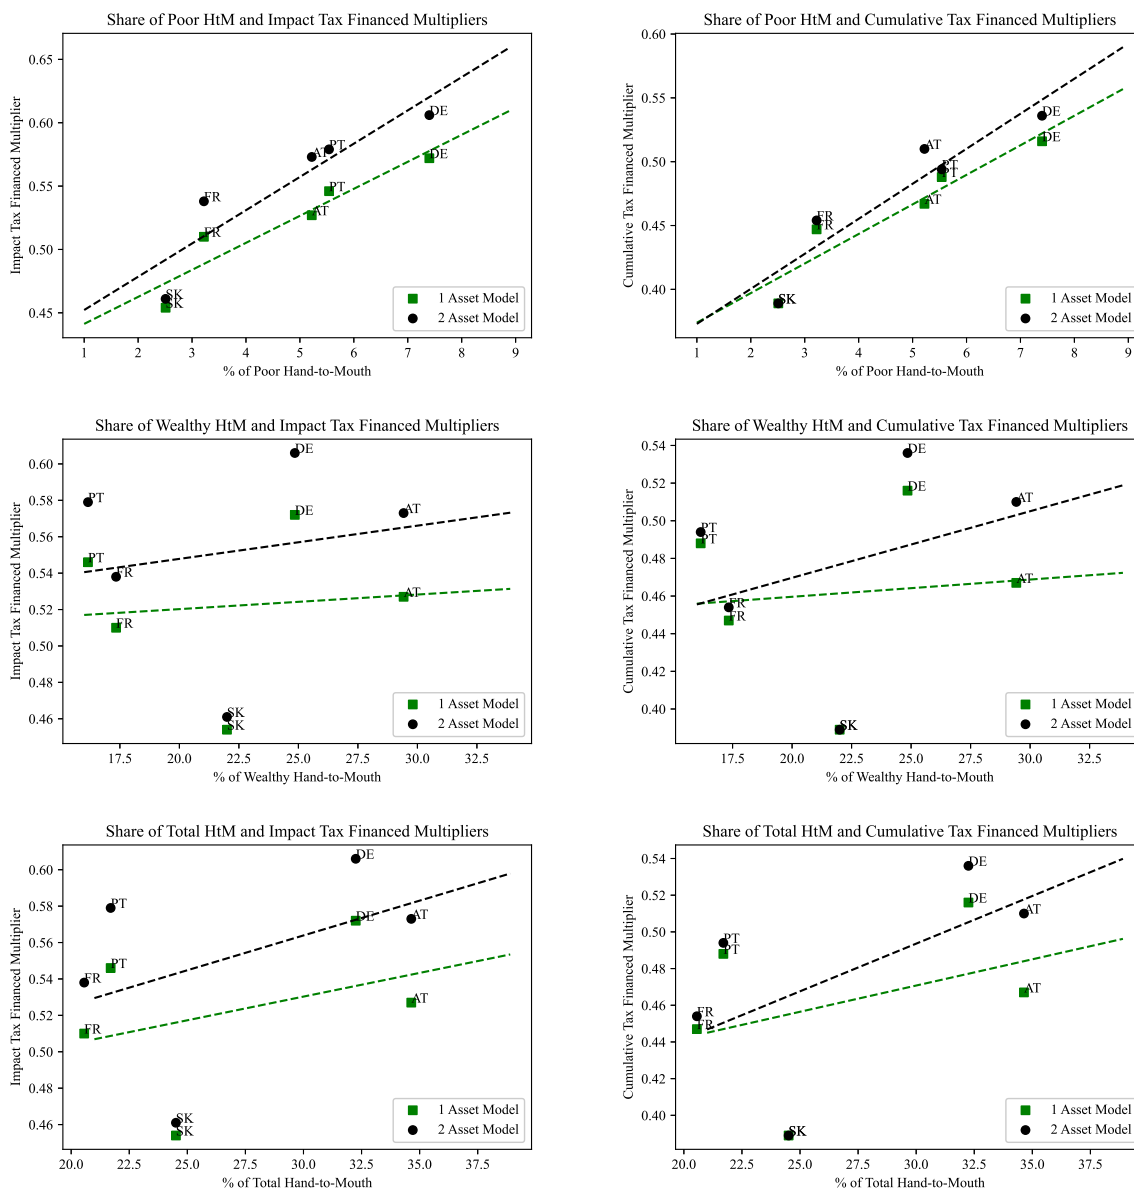 Share of Poor HtM and Impact Tax Financed Multipliers
Impact Tax Financed Multiplier
0.65
0.60
0.55
0.50
0.45
DE
DE
AT
PT
PT
AT
FR
FR
SK
SK
1 Asset Model
2 Asset Model
1 2 3 4 5 6 7 8 9
% of Poor Hand-to-Mouth
Share of Poor HtM and Cumulative Tax Financed Multipliers
Cumulative Tax Financed Multiplier
0.60
0.55
0.50
0.45
0.40
DE
DE
AT
PT
PT
AT
FR
FR
SK
SK
1 Asset Model
2 Asset Model
1 2 3 4 5 6 7 8 9
% of Poor Hand-to-Mouth
Share of Wealthy HtM and Impact Tax Financed Multipliers
Impact Tax Financed Multiplier
0.60
0.58
0.56
0.54
0.52
0.50
0.48
0.46
DE
DE
PT
AT
PT
FR
AT
FR
SK
SK
1 Asset Model
2 Asset Model
17.5 20.0 22.5 25.0 27.5 30.0 32.5
% of Wealthy Hand-to-Mouth
Share of Wealthy HtM and Cumulative Tax Financed Multipliers
Cumulative Tax Financed Multiplier
0.54
0.52
0.50
0.48
0.46
0.44
0.42
0.40
DE
DE
AT
PT
PT
AT
FR
FR
SK
SK
1 Asset Model
2 Asset Model
17.5 20.0 22.5 25.0 27.5 30.0 32.5
% of Wealthy Hand-to-Mouth
Share of Total HtM and Impact Tax Financed Multipliers
Impact Tax Financed Multiplier
0.60
0.58
0.56
0.54
0.52
0.50
0.48
0.46
DE
PT
DE
AT
PT
FR
AT
FR
SK
SK
1 Asset Model
2 Asset Model
20.0 22.5 25.0 27.5 30.0 32.5 35.0 37.5
% of Total Hand-to-Mouth
Share of Total HtM and Cumulative Tax Financed Multipliers
Cumulative Tax Financed Multiplier
0.54
0.52
0.50
0.48
0.46
0.44
0.42
0.40
DE
DE
AT
PT
PT
AT
FR
FR
SK
SK
1 Asset Model
2 Asset Model
20.0 22.5 25.0 27.5 30.0 32.5 35.0 37.5
% of Total Hand-to-Mouth